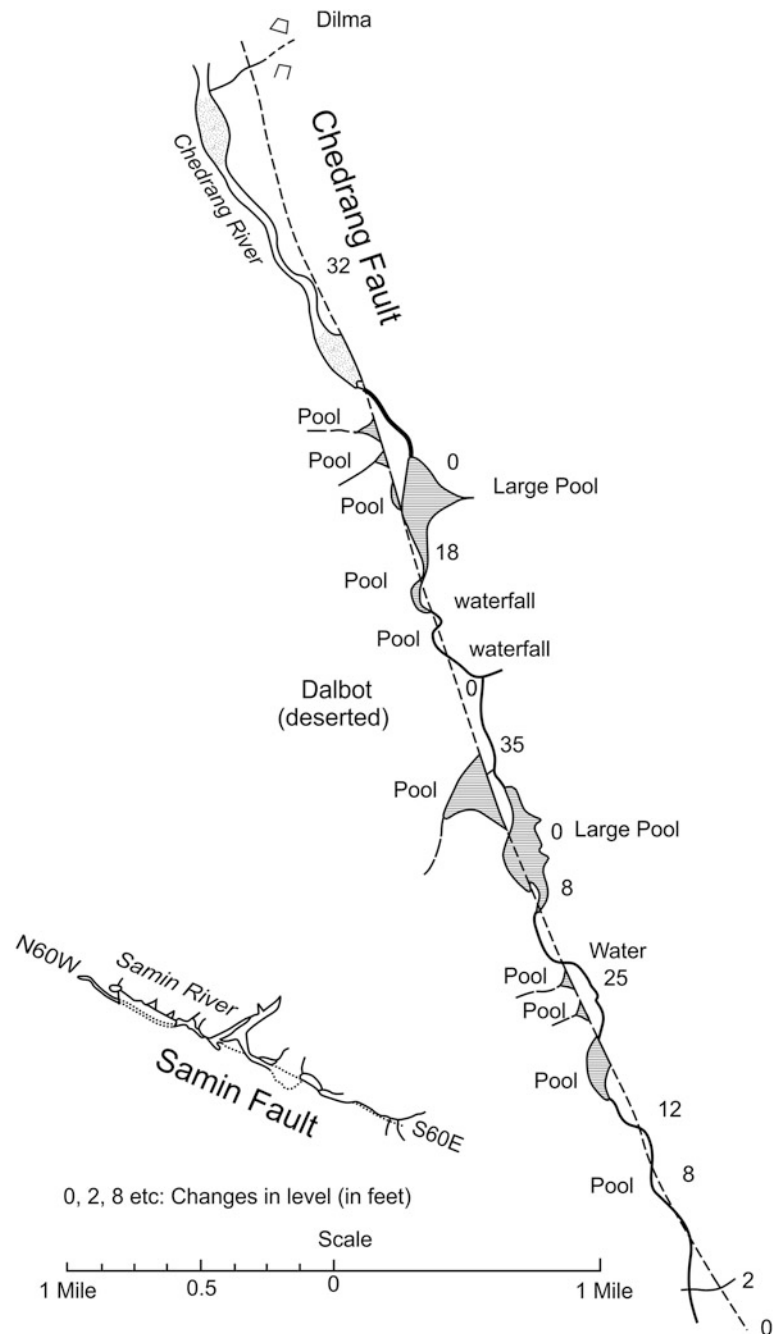 Dilma
Chedrang River
Chedrang Fault
32
Pool
Pool
0
Large Pool
Pool
18
Pool
waterfall
Pool
waterfall
0
Dalbot
(deserted)
35
Pool
0
Large Pool
8
Water
Pool
25
Pool
Pool
12
8
Pool
2
0
N60W
Samin River
Samin Fault
S60E
0, 2, 8 etc: Changes in level (in feet)
Scale
1 Mile 0.5 0 1 Mile